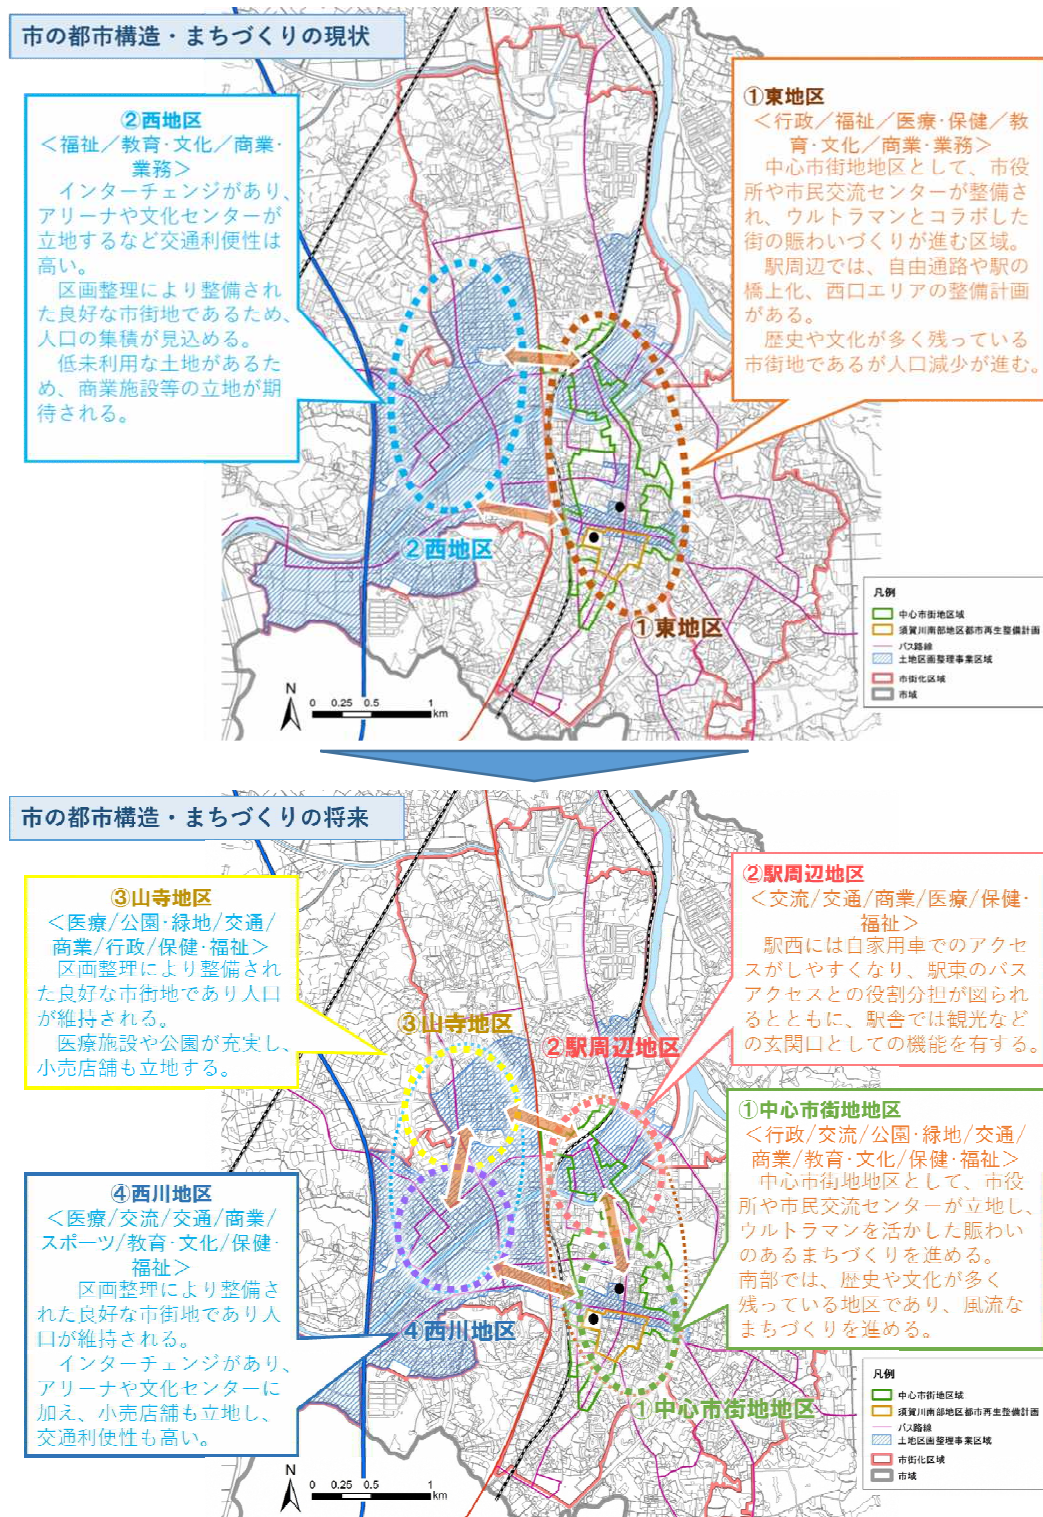 市の都市構造・まちづくりの現状
②西地区
＜福祉／教育・文化／商業・
業務＞
インターチェンジがあり、
アリーナや文化センターが
立地するなど交通利便性は
高い。
区画整理により整備され
た良好な市街地であるため、
人口の集積が見込める。
低未利用な土地があるた
め、商業施設等の立地が期
待される。
①東地区
＜行政／福祉／医療・保健／教
育・文化／商業・業務＞
中心市街地地区として、市役
所や市民交流センターが整備さ
れ、ウルトラマンとコラボした
街の賑わいづくりが進む区域。
駅周辺では、自由通路や駅の
橋上化、西口エリアの整備計画
がある。
歴史や文化が多く残っている
市街地であるが人口減少が進む。
②西地区
①東地区
凡例
中心市街地区域
須賀川南部地区都市再生整備計画
バス路線
土地区画整理事業区域
市街化区域
市域
N
0 0.25 0.5 1
km
市の都市構造・まちづくりの将来
③山寺地区
＜医療/公園・緑地/交通/
商業/行政/保健・福祉＞
区画整理により整備され
た良好な市街地であり人口
が維持される。
医療施設や公園が充実し、
小売店舗も立地する。
②駅周辺地区
＜交流/交通/商業/医療/保健・
福祉＞
駅西には自家用車でのアクセ
スがしやすくなり、駅東のバス
アクセスとの役割分担が図られ
るとともに、駅舎では観光など
の玄関口としての機能を有する。
③山寺地区
②駅周辺地区
①中心市街地地区
＜行政/交流/公園・緑地/交通/
商業/教育・文化/保健・福祉＞
中心市街地地区として、市役
所や市民交流センターが立地し、
ウルトラマンを活かした賑わい
のあるまちづくりを進める。
南部では、歴史や文化が多く
残っている地区であり、風流な
まちづくりを進める。
④西川地区
＜医療/交流/交通/商業/
スポーツ/教育・文化/保健・
福祉＞
区画整理により整備さ
れた良好な市街地であり人
口が維持される。
インターチェンジがあり、
アリーナや文化センターに
加え、小売店舗も立地し、
交通利便性も高い。
④西川地区
①中心市街地地区
凡例
中心市街地区域
須賀川南部地区都市再生整備計画
バス路線
土地区画整理事業区域
市街化区域
市域
N
0 0.25 0.5 1
km